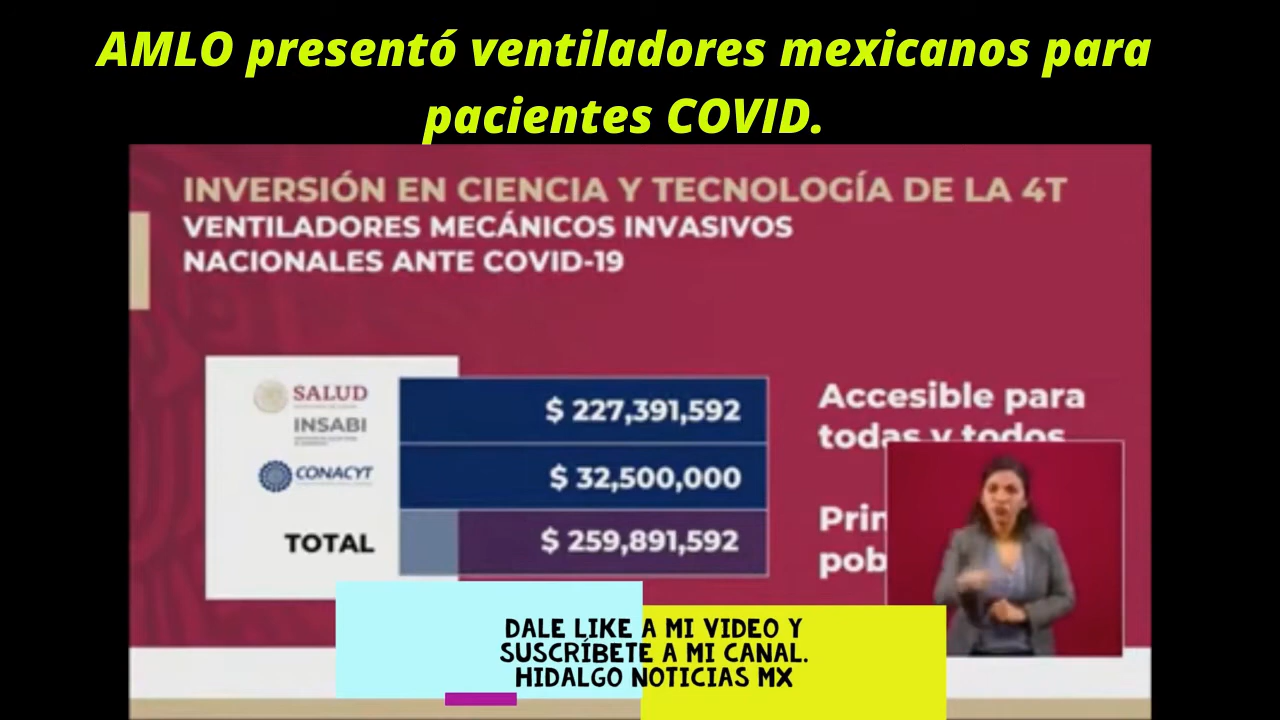 AMLO presentó ventiladores mexicanos para
pacientes COVID.
INVERSIÓN EN CIENCIA Y TECNOLOGÍA DE LA 4T
VENTILADORES MECÁNICOS INVASIVOS
NACIONALES ANTE COVID-19
SALUD
INSABI
$ 227,391,592
CONACYT
$ 32,500,000
TOTAL
$ 259,891,592
Accesible para
todas y todos
DALE LIKE A MI VIDEO Y
SUSCRÍBETE A MI CANAL.
HIDALGO NOTICIAS MX